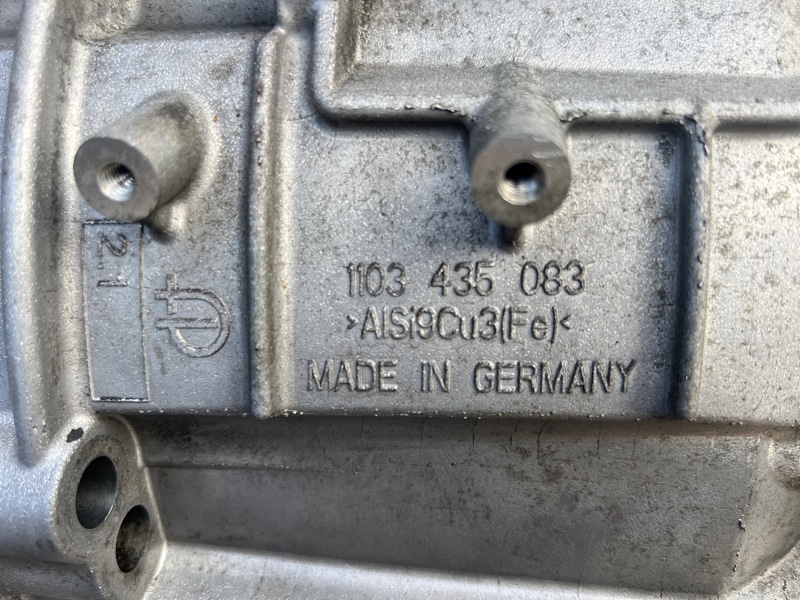 2.1
1103 435 083
>AlSi9Cu3(Fe)<
MADE IN GERMANY